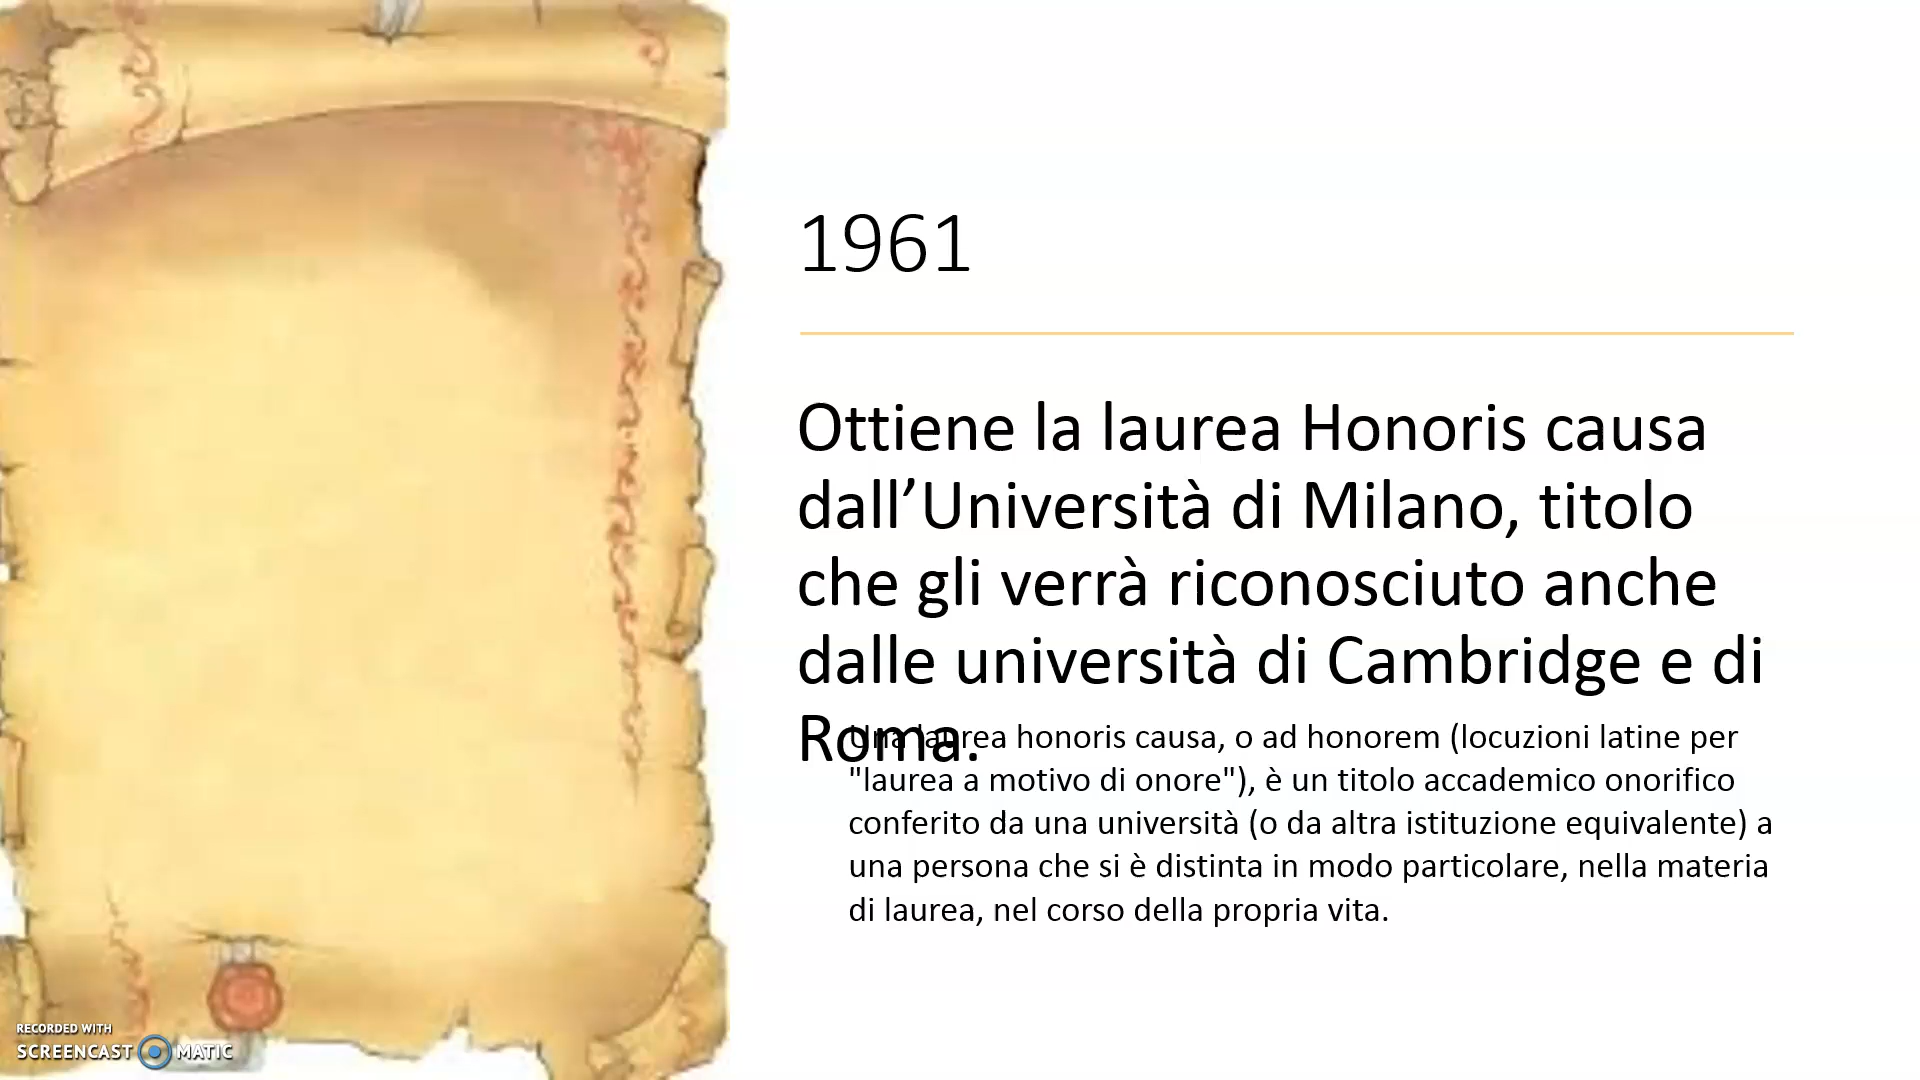 1961
Ottiene la laurea Honoris causa
dall’Università di Milano, titolo
che gli verrà riconosciuto anche
dalle università di Cambridge e di
Roma.
Una laurea honoris causa, o ad honorem (locuzioni latine per
"laurea a motivo di onore"), è un titolo accademico onorifico
conferito da una università (o da altra istituzione equivalente) a
una persona che si è distinta in modo particolare, nella materia
di laurea, nel corso della propria vita.
RECORDED WITH
SCREENCAST MATIC